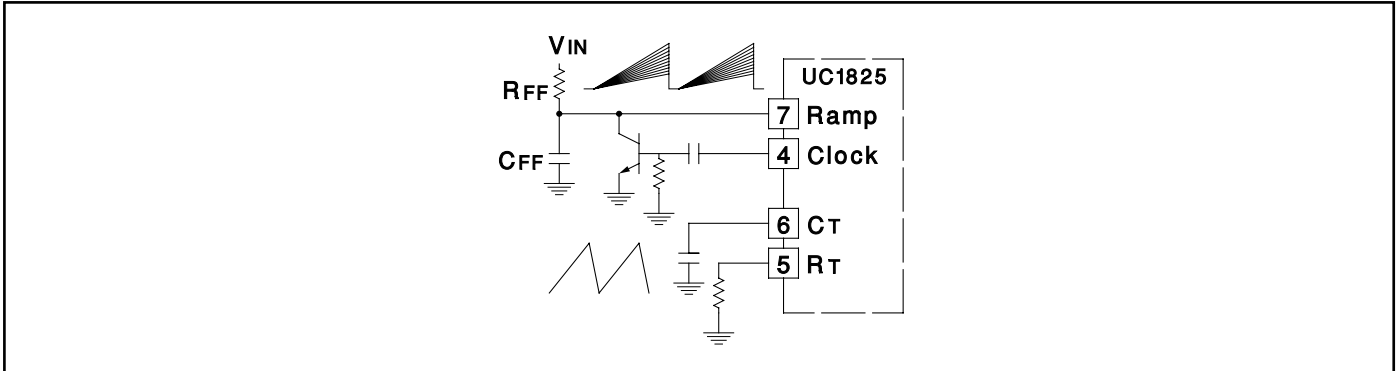 VIN
RFF
UC1825
7 Ramp
CFF
4 Clock
6 CT
5 RT